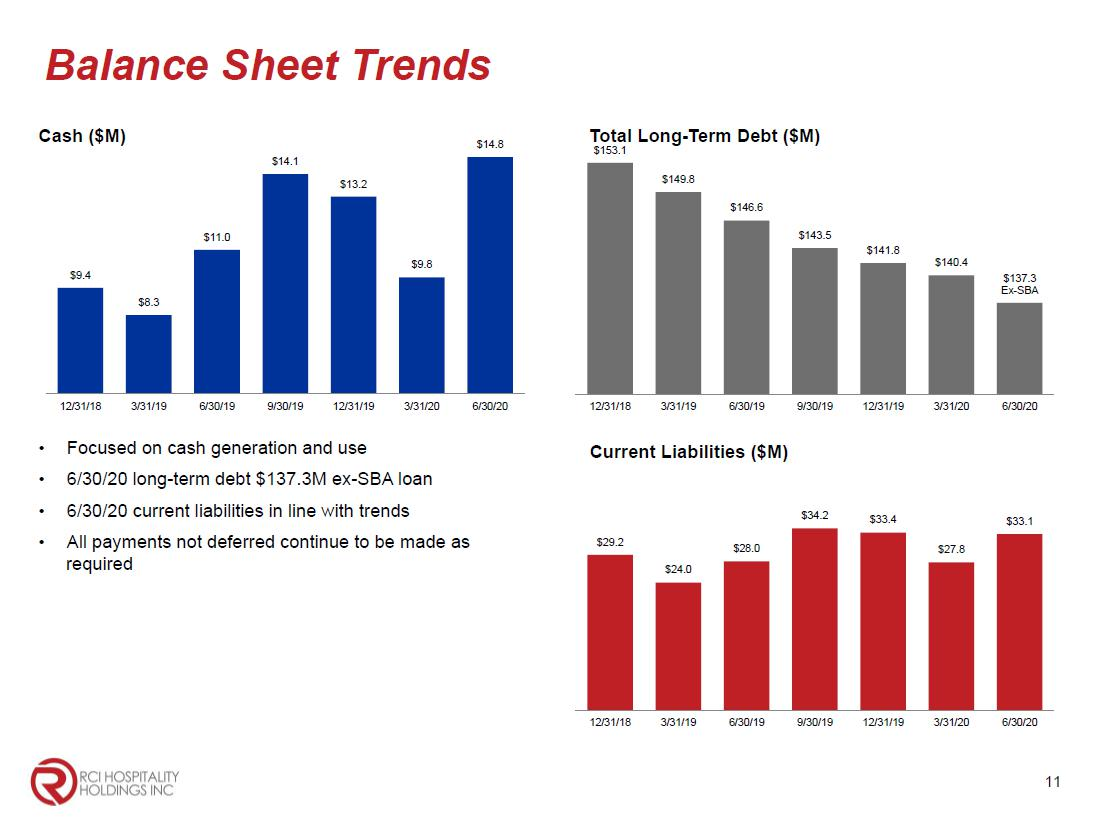 Balance Sheet Trends
Cash ($M)
$9.4
$8.3
$11.0
$14.1
$13.2
$9.8
$14.8
12/31/18 3/31/19 6/30/19 9/30/19 12/31/19 3/31/20 6/30/20
• Focused on cash generation and use
• 6/30/20 long-term debt $137.3M ex-SBA loan
• 6/30/20 current liabilities in line with trends
• All payments not deferred continue to be made as
required
Total Long-Term Debt ($M)
$153.1
$149.8
$146.6
$143.5
$141.8
$140.4
$137.3
Ex-SBA
12/31/18 3/31/19 6/30/19 9/30/19 12/31/19 3/31/20 6/30/20
Current Liabilities ($M)
$29.2
$24.0
$28.0
$34.2
$33.4
$27.8
$33.1
12/31/18 3/31/19 6/30/19 9/30/19 12/31/19 3/31/20 6/30/20
R RCI HOSPITALITY
HOLDINGS INC
11